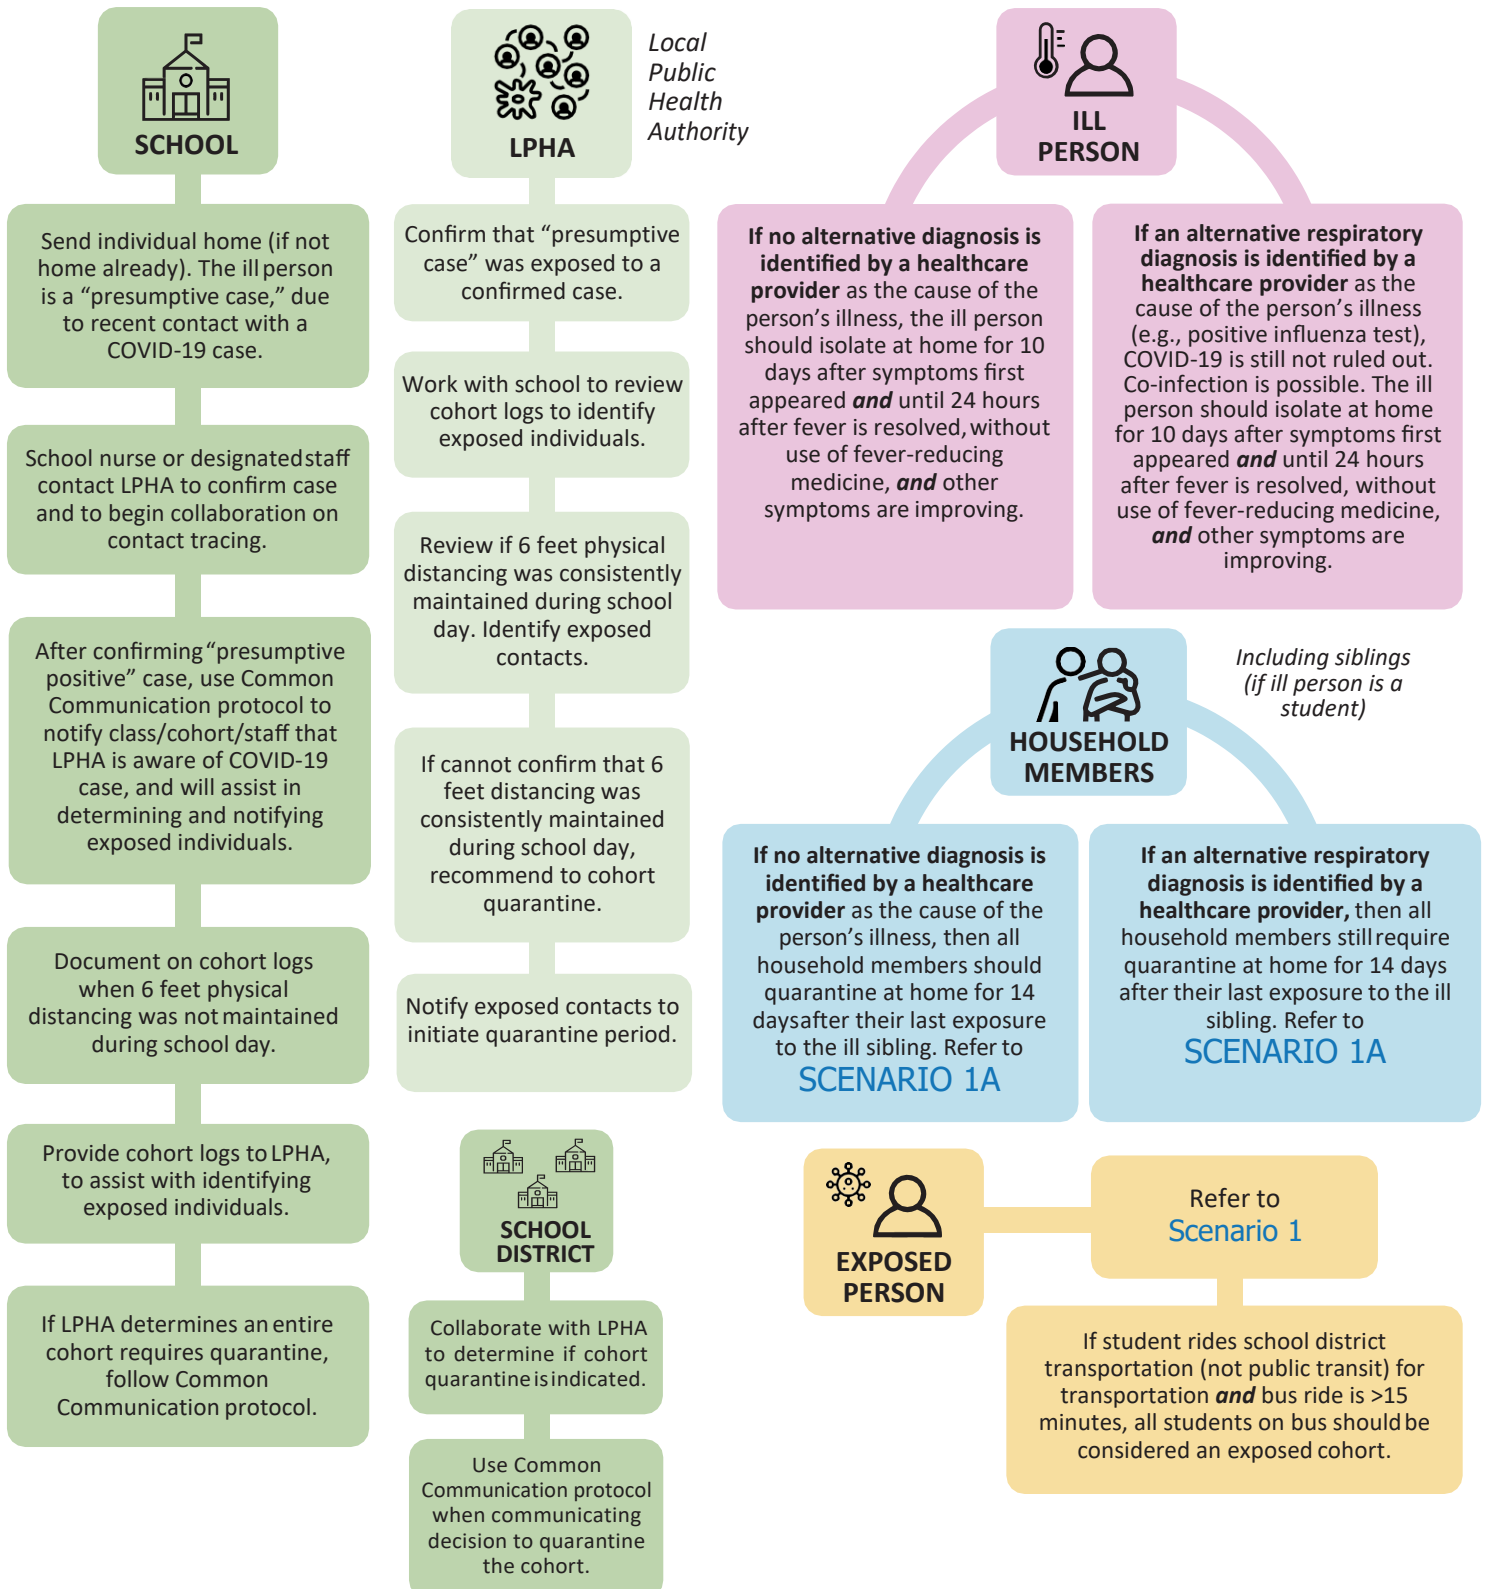 SCHOOL
Send individual home (if not
home already). The ill person
is a “presumptive case,” due
to recent contact with a
COVID-19 case.
School nurse or designated staff
contact LPHA to confirm case
and to begin collaboration on
contact tracing.
After confirming “presumptive
positive” case, use Common
Communication protocol to
notify class/cohort/staff that
LPHA is aware of COVID-19
case, and will assist in
determining and notifying
exposed individuals.
Document on cohort logs
when 6 feet physical
distancing was not maintained
during school day.
Provide cohort logs to LPHA,
to assist with identifying
exposed individuals.
If LPHA determines an entire
cohort requires quarantine,
follow Common
Communication protocol.
LPHA
Local
Public
Health
Authority
Confirm that “presumptive
case” was exposed to a
confirmed case.
Work with school to review
cohort logs to identify
exposed individuals.
Review if 6 feet physical
distancing was consistently
maintained during school
day. Identify exposed
contacts.
If cannot confirm that 6
feet distancing was
consistently maintained
during school day,
recommend to cohort
quarantine.
Notify exposed contacts to
initiate quarantine period.
SCHOOL
DISTRICT
Collaborate with LPHA
to determine if cohort
quarantine is indicated.
Use Common
Communication protocol
when communicating
decision to quarantine
the cohort.
ILL
PERSON
If no alternative diagnosis is
identified by a healthcare
provider as the cause of the
person’s illness, the ill person
should isolate at home for 10
days after symptoms first
appeared and until 24 hours
after fever is resolved, without
use of fever-reducing
medicine, and other
symptoms are improving.
If an alternative respiratory
diagnosis is identified by a
healthcare provider as the
cause of the person’s illness
(e.g., positive influenza test),
COVID-19 is still not ruled out.
Co-infection is possible. The ill
person should isolate at home
for 10 days after symptoms first
appeared and until 24 hours
after fever is resolved, without
use of fever-reducing medicine,
and other symptoms are
improving.
HOUSEHOLD
MEMBERS
Including siblings
(if ill person is a
student)
If no alternative diagnosis is
identified by a healthcare
provider as the cause of the
person’s illness, then all
household members should
quarantine at home for 14
daysafter their last exposure
to the ill sibling. Refer to
SCENARIO 1A
If an alternative respiratory
diagnosis is identified by a
healthcare provider, then all
household members still require
quarantine at home for 14 days
after their last exposure to the ill
sibling. Refer to
SCENARIO 1A
EXPOSED
PERSON
Refer to
Scenario 1
If student rides school district
transportation (not public transit) for
transportation and bus ride is >15
minutes, all students on bus should be
considered an exposed cohort.